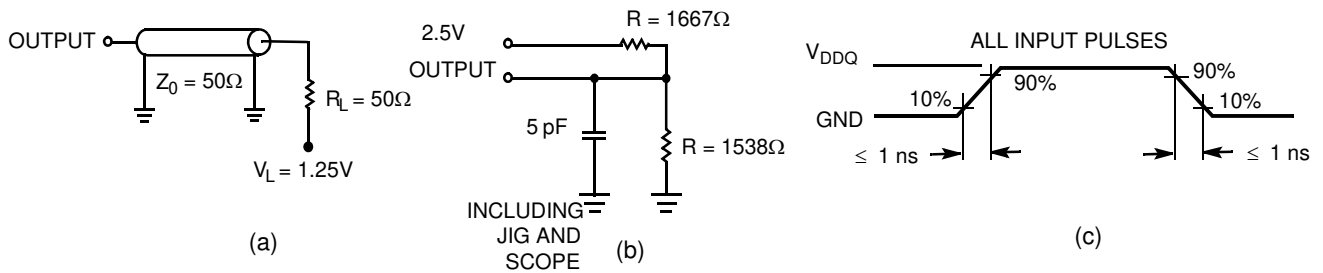 OUTPUT
Z0 = 50Ω
RL = 50Ω
VL = 1.25V
(a)
R = 1667Ω
2.5V
OUTPUT
5 pF
R = 1538Ω
INCLUDING
JIG AND
SCOPE
(b)
ALL INPUT PULSES
VDDQ
GND
10%
90%
90%
10%
≤ 1 ns
≤ 1 ns
(c)